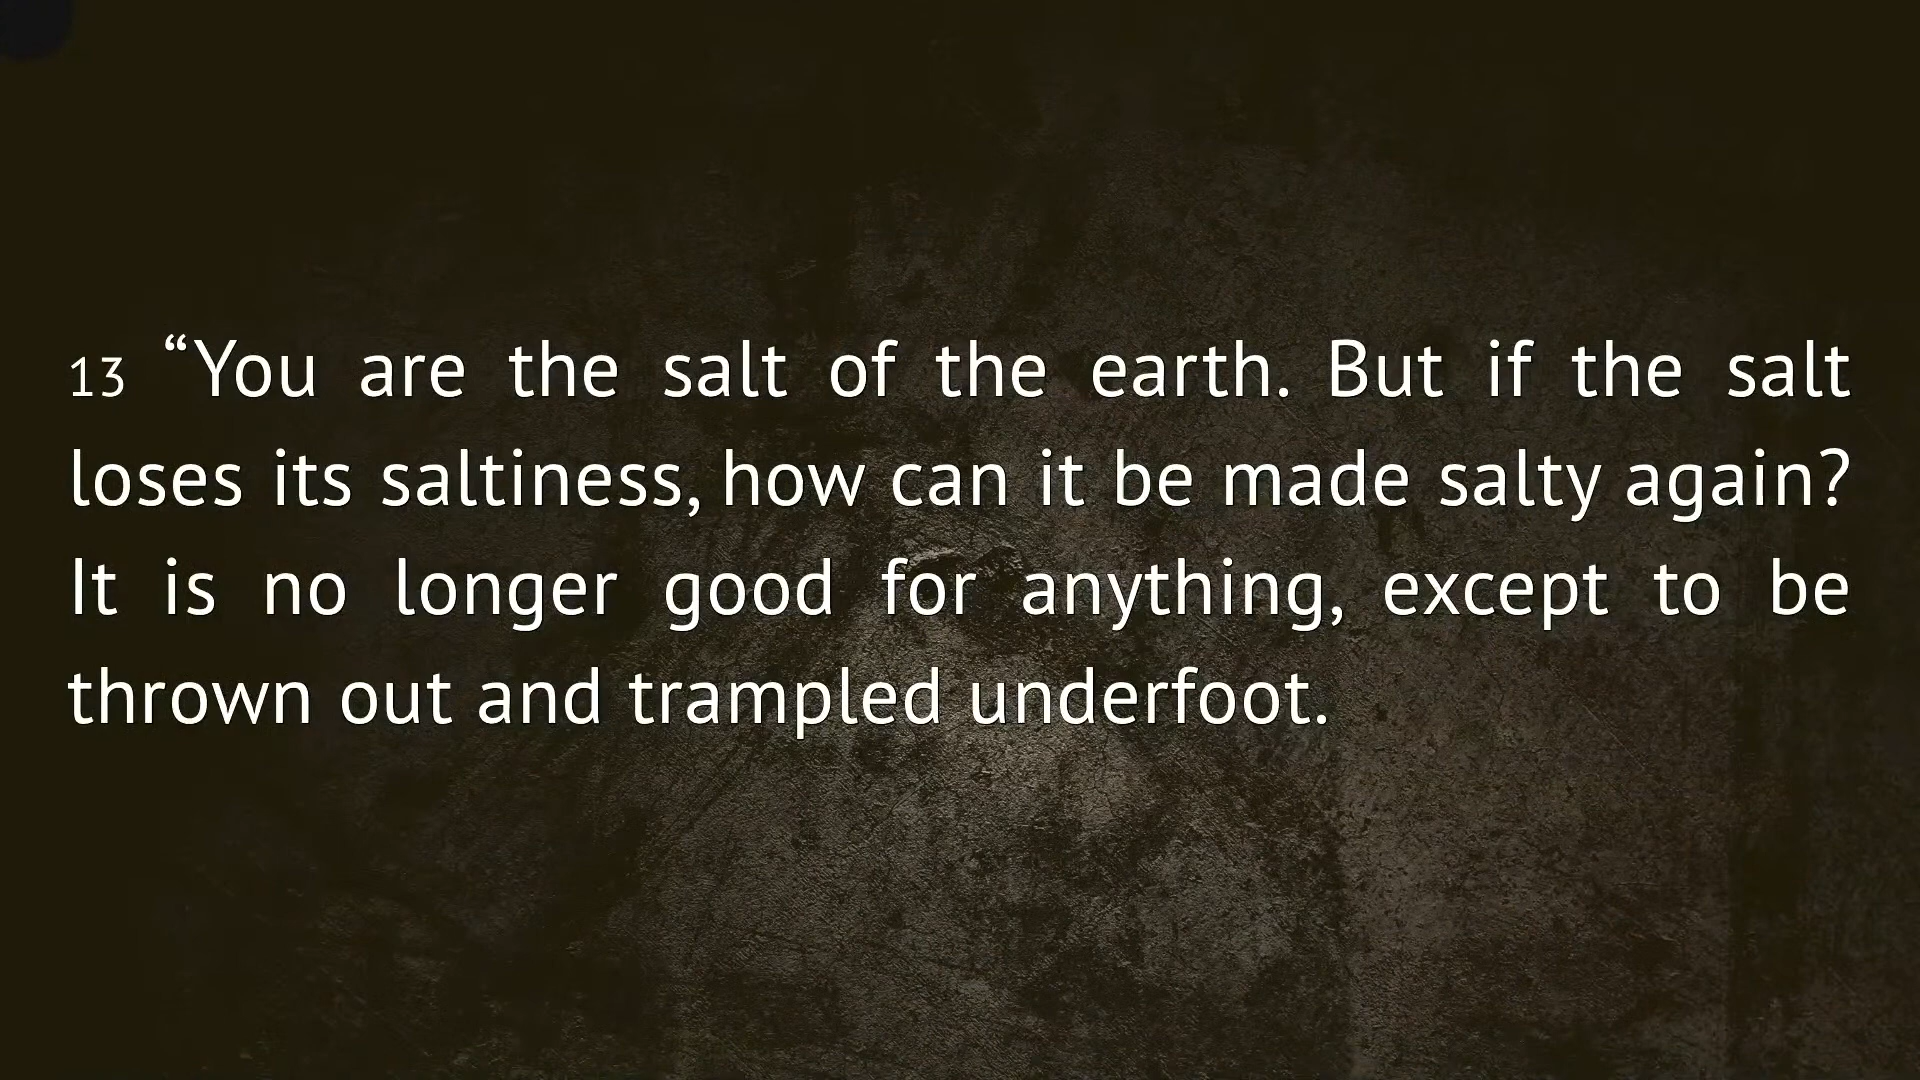 13 “You are the salt of the earth. But if the salt
loses its saltiness, how can it be made salty again?
It is no longer good for anything, except to be
thrown out and trampled underfoot.